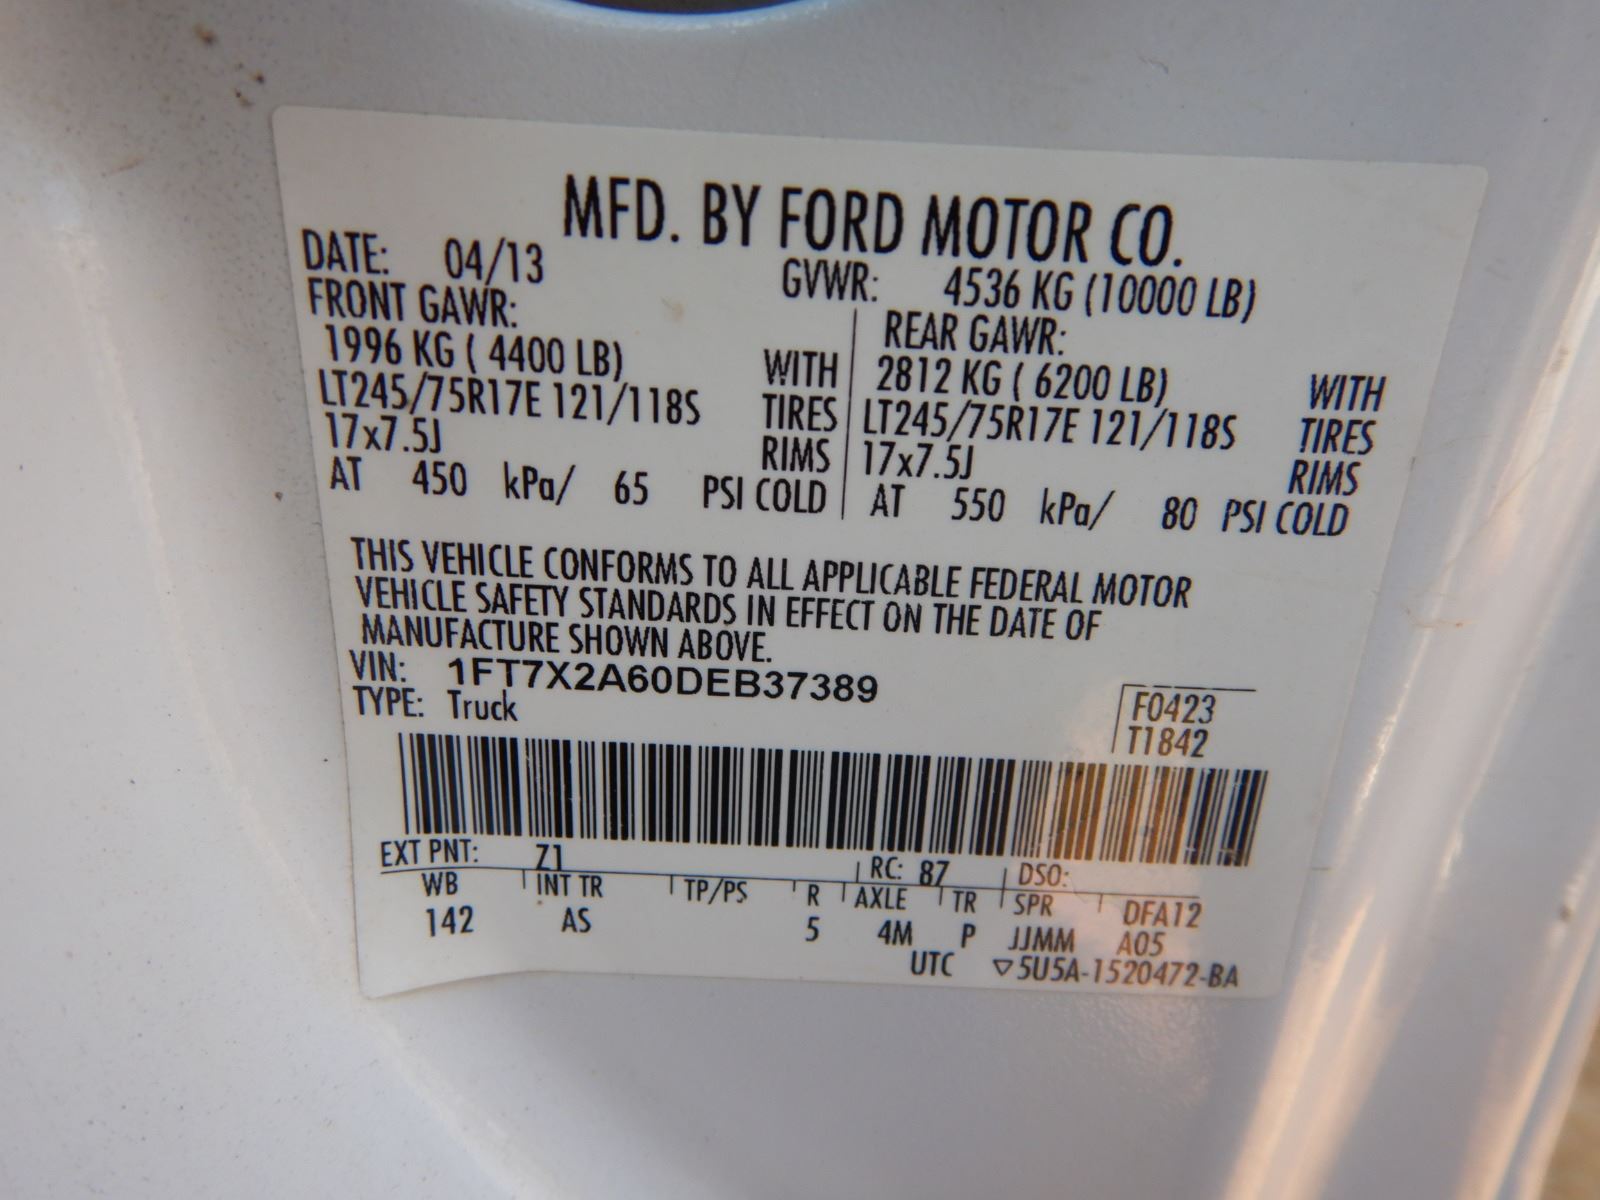 MFD. BY FORD MOTOR CO.
DATE: 04/13 GVWR: 4536 KG (10000 LB)
FRONT GAWR: REAR GAWR:
1996 KG ( 4400 LB) WITH 2812 KG ( 6200 LB) WITH
LT245/75R17E 121/118S TIRES LT245/75R17E 121/118S TIRES
17x7.5J RIMS 17x7.5J RIMS
AT 450 kPa/ 65 PSI COLD AT 550 kPa/ 80 PSI COLD
THIS VEHICLE CONFORMS TO ALL APPLICABLE FEDERAL MOTOR
VEHICLE SAFETY STANDARDS IN EFFECT ON THE DATE OF
MANUFACTURE SHOWN ABOVE.
VIN: 1FT7X2A60DEB37389
TYPE: Truck
F0423
T1842
EXT PNT: Z1 RC: 87 DSO:
WB INT TR TP/PS R AXLE TR SPR DFA12
142 AS 5 4M P JJMM A05
UTC ▽5U5A-1520472-BA